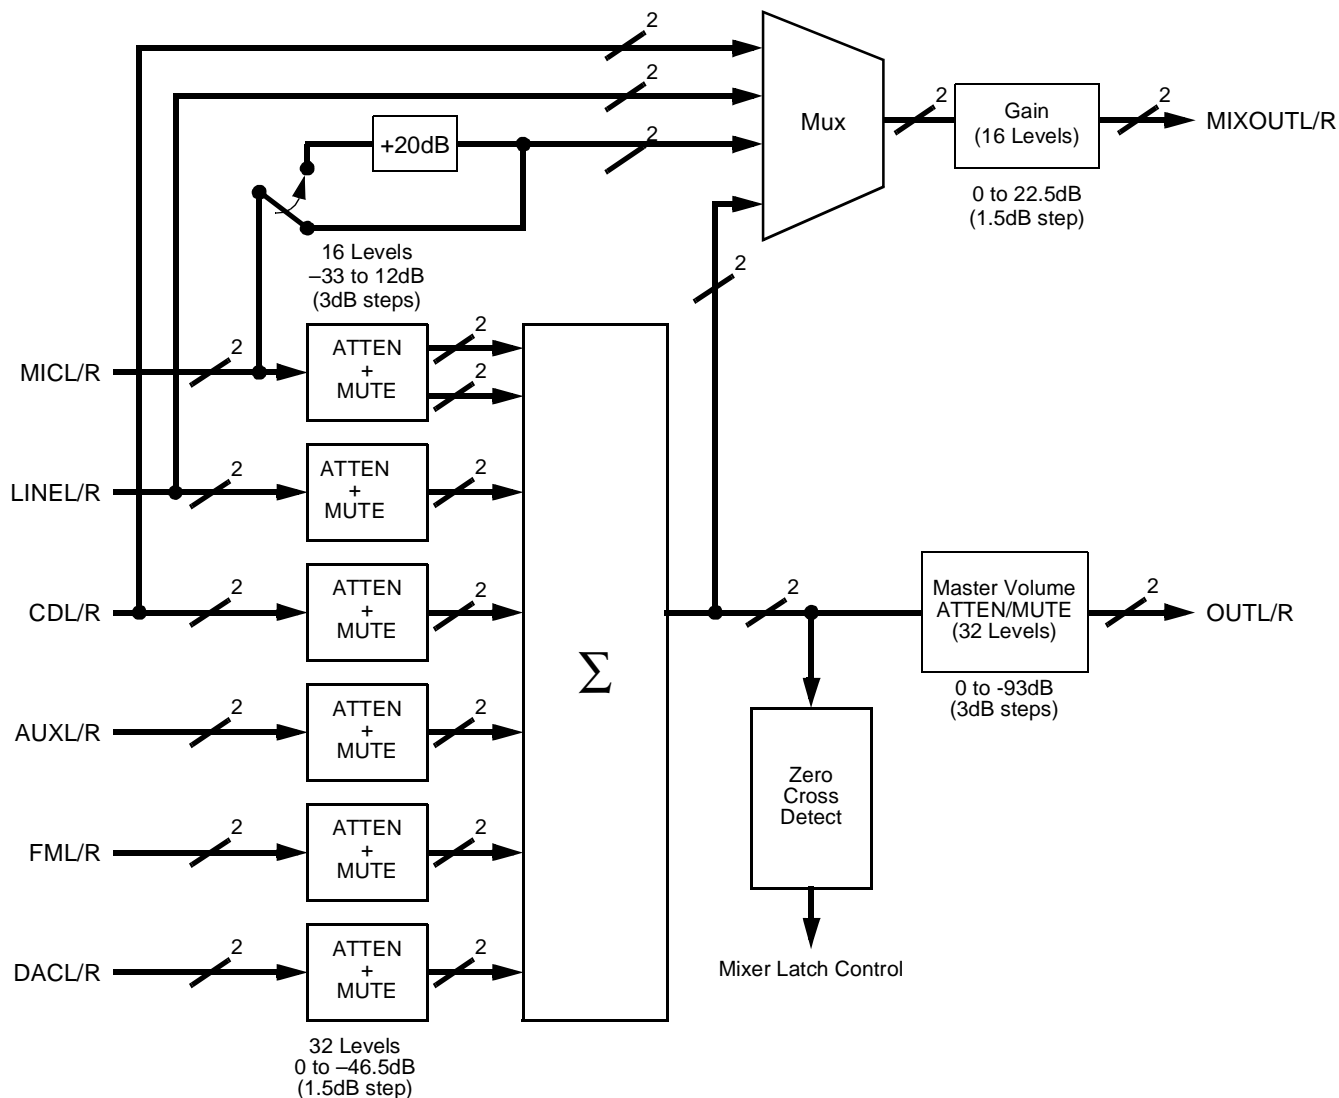 2
2
Mux
2
Gain
(16 Levels)
2
MIXOUTL/R
2
+20dB
0 to 22.5dB
(1.5dB step)
16 Levels
–33 to 12dB
(3dB steps)
2
MICL/R
2
ATTEN
+
MUTE
2
2
LINEL/R
2
ATTEN
+
MUTE
2
CDL/R
2
ATTEN
+
MUTE
2
Σ
2
Master Volume
ATTEN/MUTE
(32 Levels)
2
OUTL/R
0 to -93dB
(3dB steps)
AUXL/R
2
ATTEN
+
MUTE
2
Zero
Cross
Detect
FML/R
2
ATTEN
+
MUTE
2
DACL/R
2
ATTEN
+
MUTE
2
Mixer Latch Control
32 Levels
0 to –46.5dB
(1.5dB step)